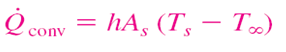 Q̇conv = hAs (Ts − T∞)